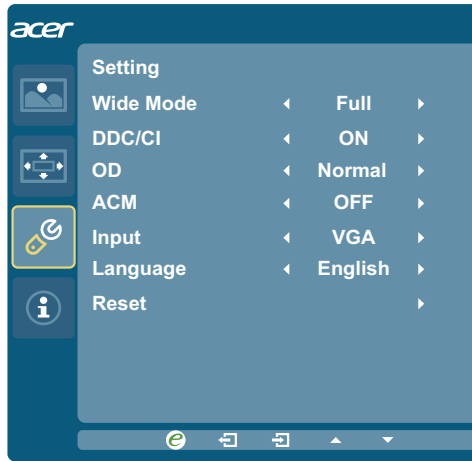 acer
Setting
Wide Mode Full
DDC/CI ON
OD Normal
ACM OFF
Input VGA
Language English
Reset
e